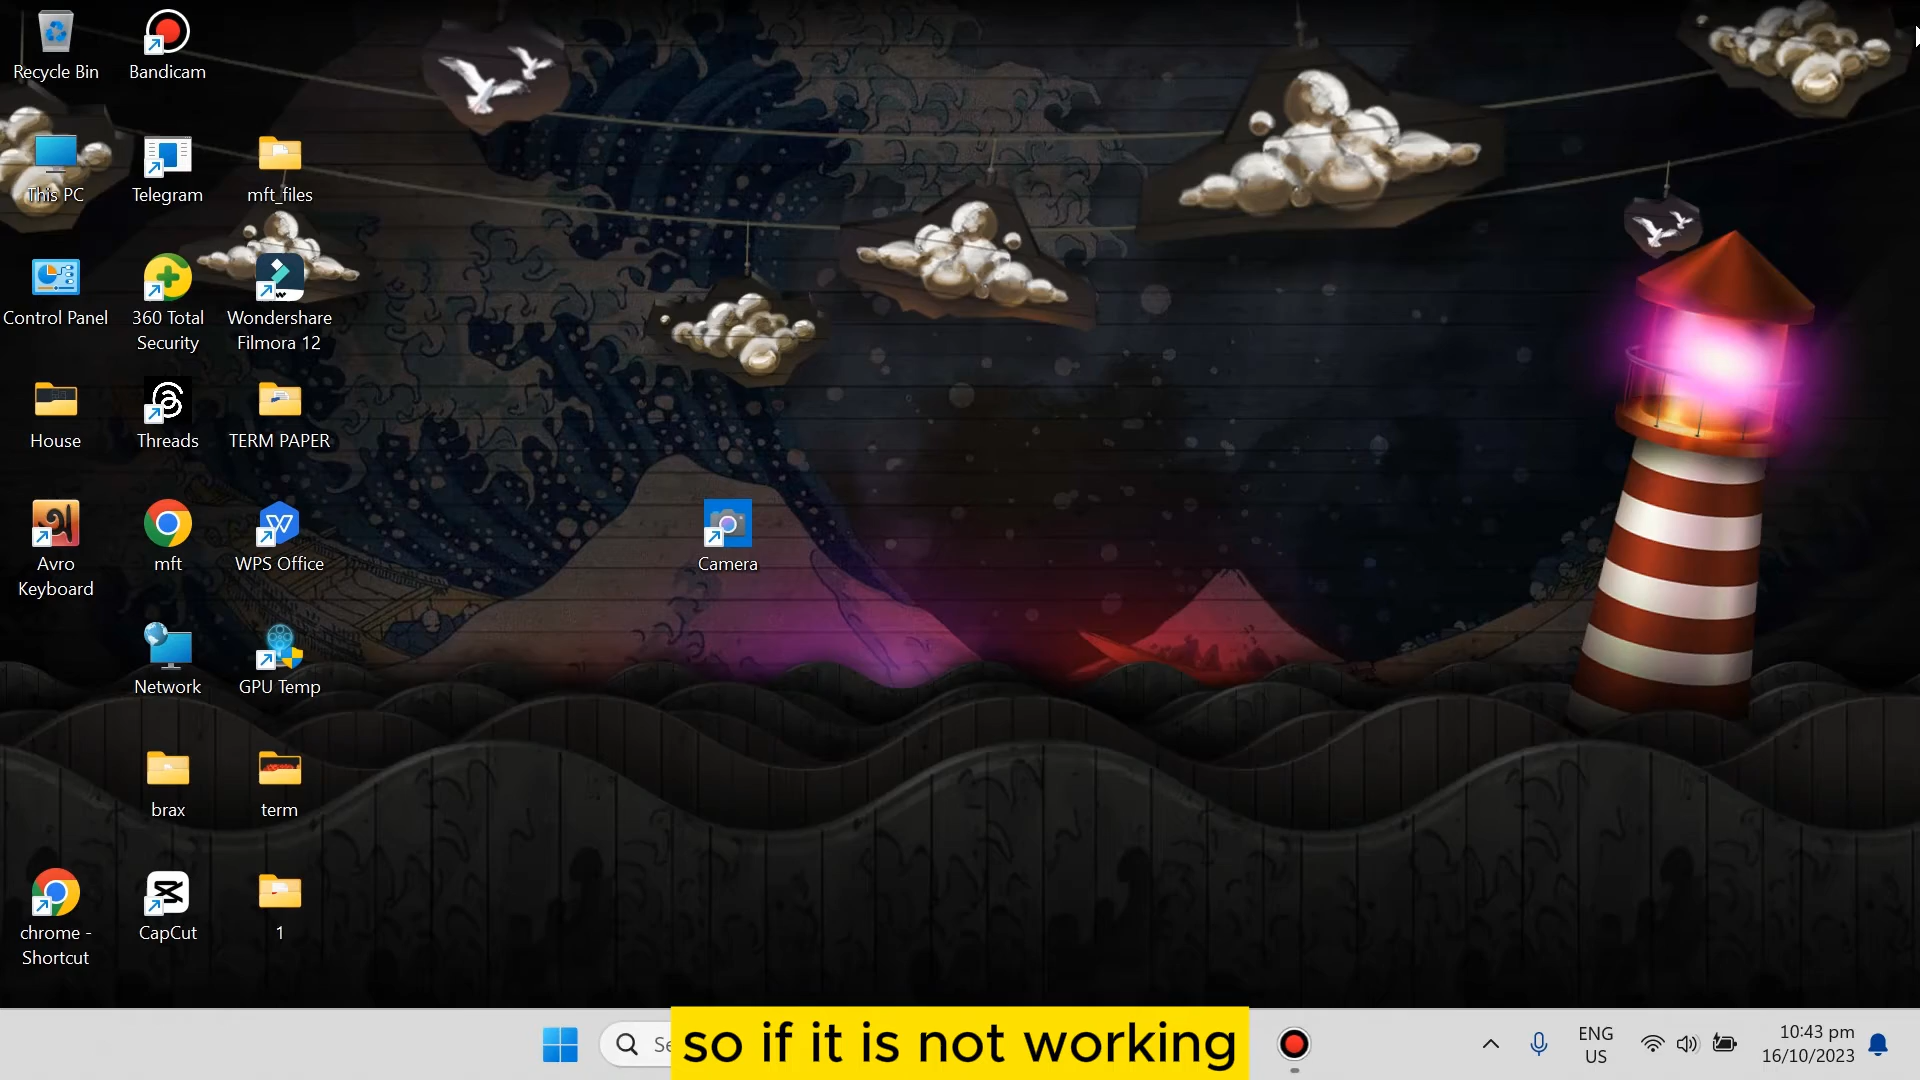 Recycle Bin
Bandicam
This PC
Telegram
mft_files
Control Panel
360 Total
Security
Wondershare
Filmora 12
House
Threads
TERM PAPER
Avro
Keyboard
mft
WPS Office
Camera
Network
GPU Temp
brax
term
chrome -
Shortcut
CapCut
1
Se
so if it is not working
ENG
US
10:43 pm
16/10/2023